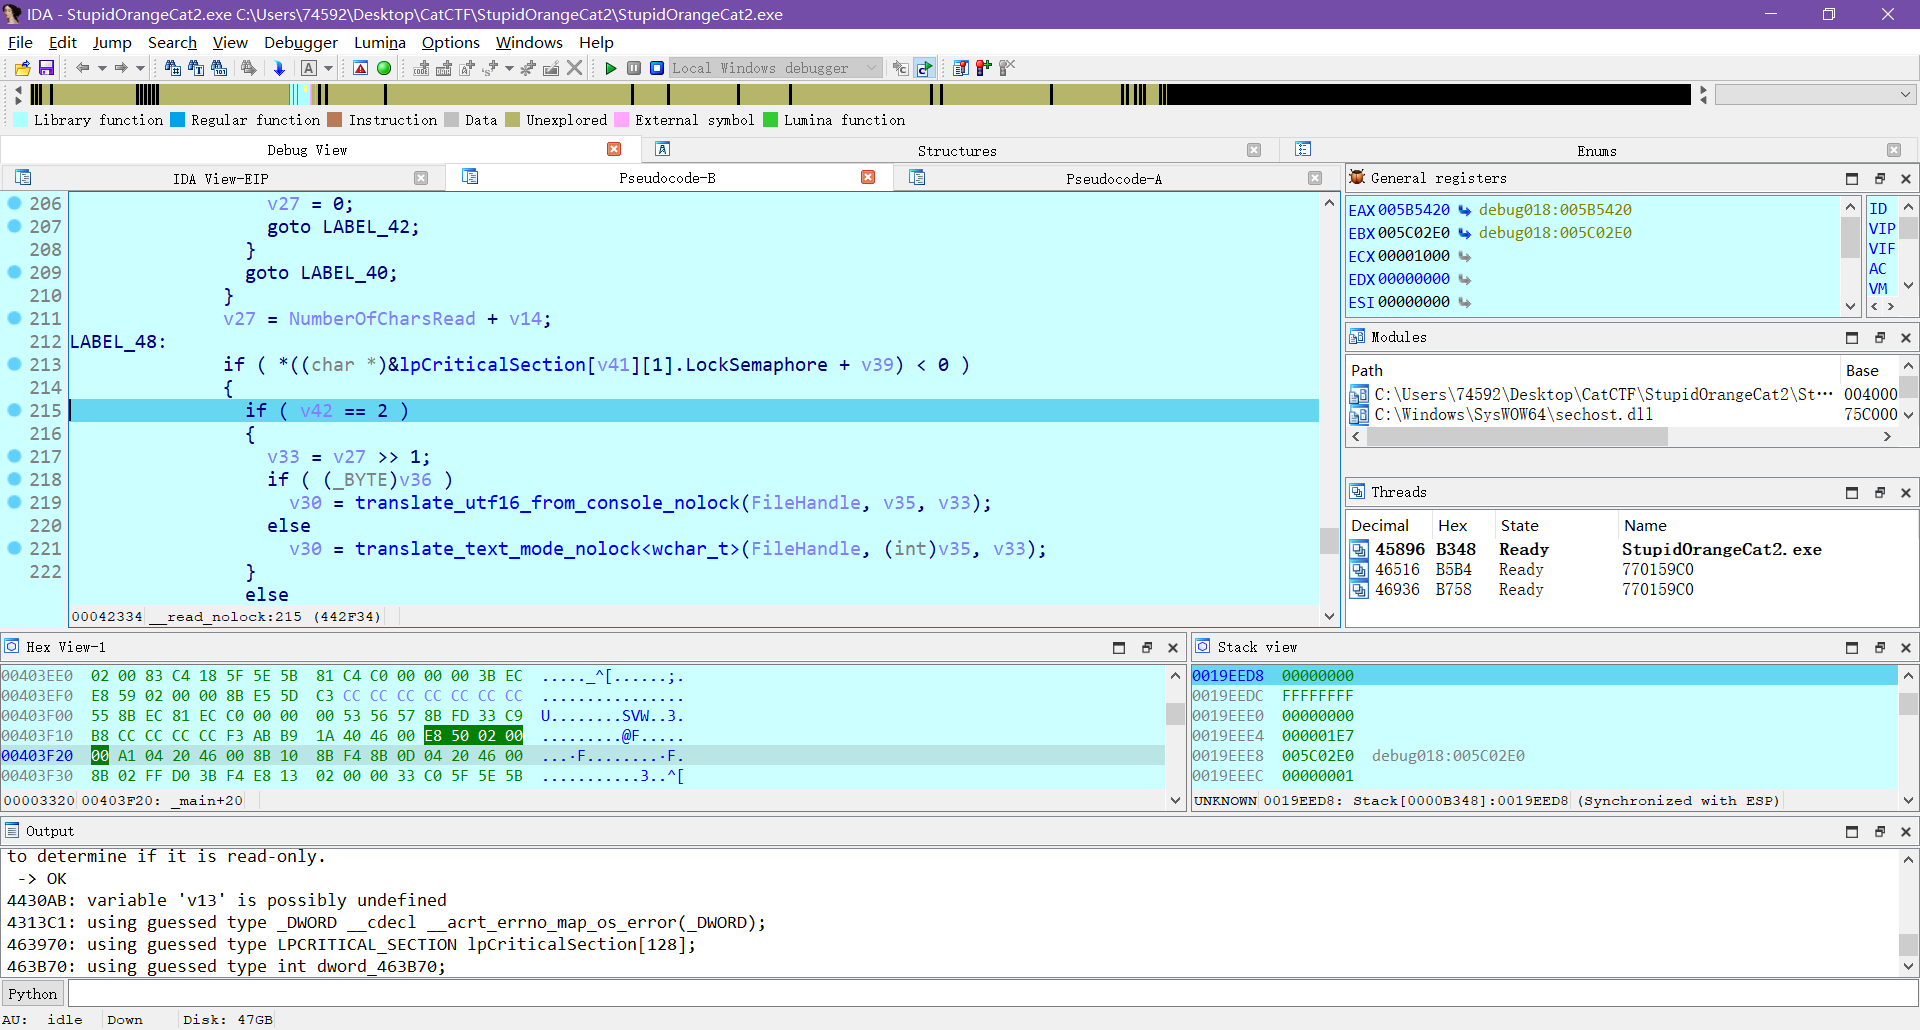 IDA - StupidOrangeCat2.exe C:\Users\74592\Desktop\CatCTF\StupidOrangeCat2\StupidOrangeCat2.exe
File Edit Jump Search View Debugger Lumina Options Windows Help
Local Windows debugger
Library function Regular function Instruction Data Unexplored External symbol Lumina function
Debug View Structures Enums
IDA View-EIP Pseudocode-B Pseudocode-A
206 v27 = 0;
207 goto LABEL_42;
208 }
209 goto LABEL_40;
210 }
211 v27 = NumberOfCharsRead + v14;
212 LABEL_48:
213 if ( *((char *)&lpCriticalSection[v41][1].LockSemaphore + v39) < 0 )
214 {
215 if ( v42 == 2 )
216 {
217 v33 = v27 >> 1;
218 if ( (_BYTE)v36 )
219 v30 = translate_utf16_from_console_nolock(FileHandle, v35, v33);
220 else
221 v30 = translate_text_mode_nolock<wchar_t>(FileHandle, (int)v35, v33);
222 }
else
00042334 __read_nolock:215 (442F34)
General registers
EAX 005B5420 debug018:005B5420
EBX 005C02E0 debug018:005C02E0
ECX 00001000
EDX 00000000
ESI 00000000
ID
VIP
VIF
AC
VM
Modules
Path Base
C:\Users\74592\Desktop\CatCTF\StupidOrangeCat2\St··· 004000
C:\Windows\SysWOW64\sechost.dll 75C000
Threads
Decimal Hex State Name
45896 B348 Ready StupidOrangeCat2.exe
46516 B5B4 Ready 770159C0
46936 B758 Ready 770159C0
Hex View-1
00403EE0 02 00 83 C4 18 5F 5E 5B 81 C4 C0 00 00 00 3B EC ....._^[......;.
00403EF0 E8 59 02 00 00 8B E5 5D C3 CC CC CC CC CC CC CC ................
00403F00 55 8B EC 81 EC C0 00 00 00 53 56 57 8B FD 33 C9 U........SVW..3.
00403F10 B8 CC CC CC CC F3 AB B9 1A 40 46 00 E8 50 02 00 .........@F.....
00403F20 00 A1 04 20 46 00 8B 10 8B F4 8B 0D 04 20 46 00 ...·F........·F.
00403F30 8B 02 FF D0 3B F4 E8 13 02 00 00 33 C0 5F 5E 5B ...........3..^[
00003320 00403F20: _main+20
Stack view
0019EED8 00000000
0019EEDC FFFFFFFF
0019EEE0 00000000
0019EEE4 000001E7
0019EEE8 005C02E0 debug018:005C02E0
0019EEEC 00000001
UNKNOWN 0019EED8: Stack[0000B348]:0019EED8 (Synchronized with ESP)
Output
to determine if it is read-only.
-> OK
4430AB: variable 'v13' is possibly undefined
4313C1: using guessed type _DWORD __cdecl __acrt_errno_map_os_error(_DWORD);
463970: using guessed type LPCRITICAL_SECTION lpCriticalSection[128];
463B70: using guessed type int dword_463B70;
Python
AU: idle Down Disk: 47GB